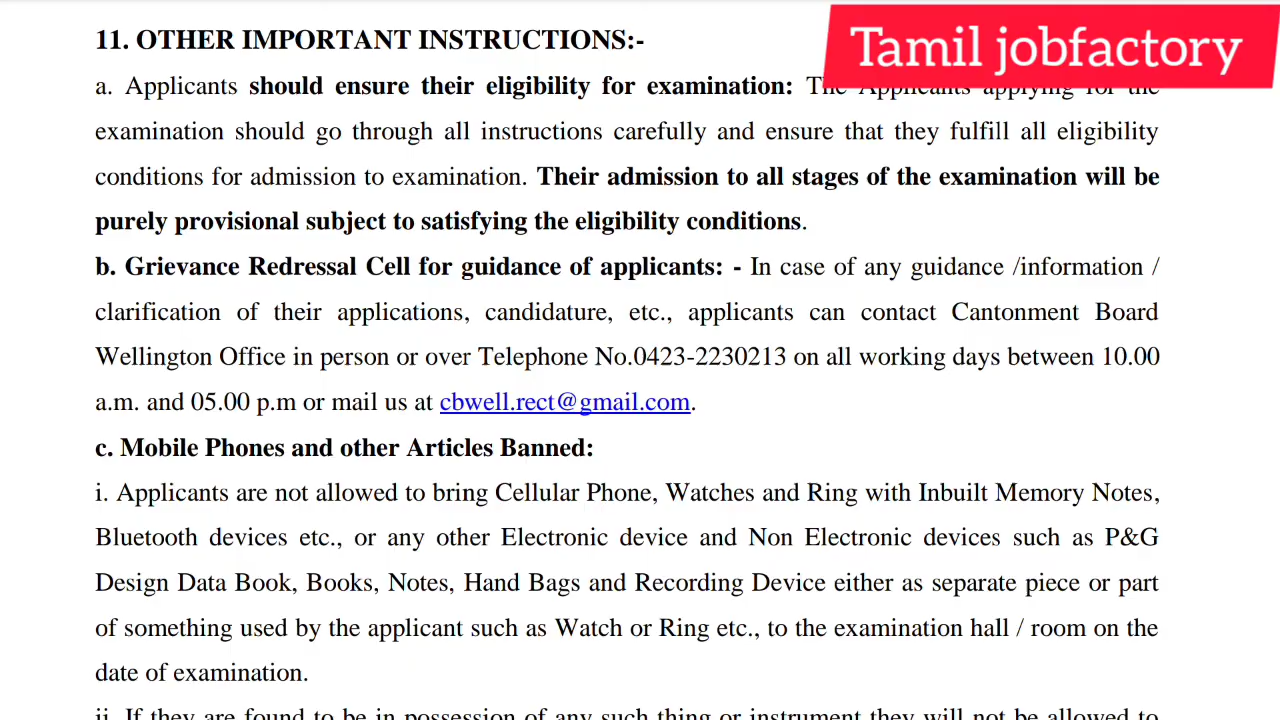 11. OTHER IMPORTANT INSTRUCTIONS:-
Tamil jobfactory
a. Applicants should ensure their eligibility for examination: The Applicants applying for the
examination should go through all instructions carefully and ensure that they fulfill all eligibility
conditions for admission to examination. Their admission to all stages of the examination will be
purely provisional subject to satisfying the eligibility conditions.
b. Grievance Redressal Cell for guidance of applicants: - In case of any guidance /information /
clarification of their applications, candidature, etc., applicants can contact Cantonment Board
Wellington Office in person or over Telephone No.0423-2230213 on all working days between 10.00
a.m. and 05.00 p.m or mail us at cbwell.rect@gmail.com.
c. Mobile Phones and other Articles Banned:
i. Applicants are not allowed to bring Cellular Phone, Watches and Ring with Inbuilt Memory Notes,
Bluetooth devices etc., or any other Electronic device and Non Electronic devices such as P&G
Design Data Book, Books, Notes, Hand Bags and Recording Device either as separate piece or part
of something used by the applicant such as Watch or Ring etc., to the examination hall / room on the
date of examination.
ii. If they are found to be in possession of any such thing or instrument they will not be allowed to